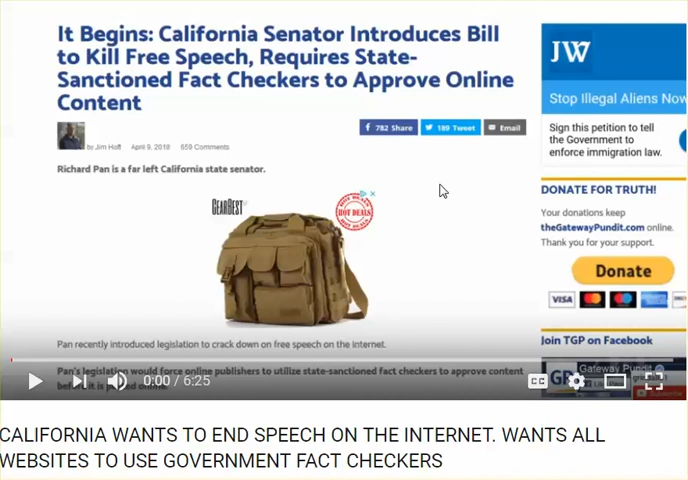 It Begins: California Senator Introduces Bill
to Kill Free Speech, Requires State-
Sanctioned Fact Checkers to Approve Online
Content
by Jim Hoft April 9, 2018 659 Comments
782 Share
189 Tweet
Email
Richard Pan is a far left California state senator.
GEARBEST
HOT DEALS
Pan recently introduced legislation to crack down on free speech on the Internet.
Pan's legislation would force online publishers to utilize state-sanctioned fact checkers to approve content
before it is posted online.
JW
Stop Illegal Aliens Now
Sign this petition to tell
the Government to
enforce immigration law.
DONATE FOR TRUTH!
Your donations keep
theGatewayPundit.com online.
Thank you for your support.
Donate
VISA
Join TGP on Facebook
Gateway Pundit
0:00 / 6:25
CC
CALIFORNIA WANTS TO END SPEECH ON THE INTERNET. WANTS ALL
WEBSITES TO USE GOVERNMENT FACT CHECKERS